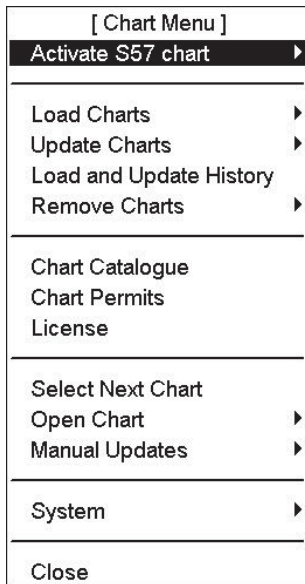 [ Chart Menu ]
Activate S57 chart
Load Charts
Update Charts
Load and Update History
Remove Charts
Chart Catalogue
Chart Permits
License
Select Next Chart
Open Chart
Manual Updates
System
Close